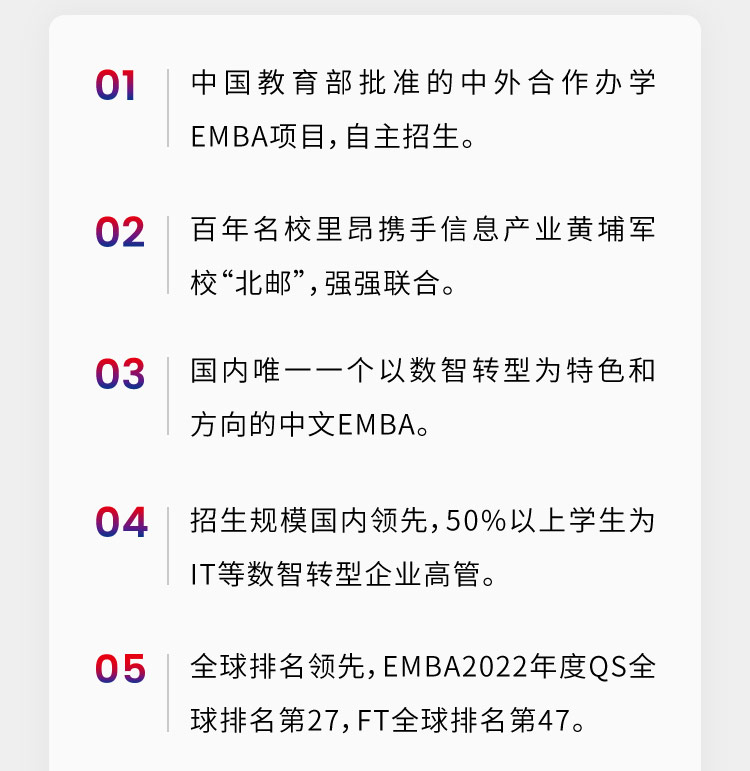 01
中国教育部批准的中外合作办学
EMBA项目，自主招生。
02
百年名校里昂携手信息产业黄埔军
校“北邮”，强强联合。
03
国内唯一一个以数智转型为特色和
方向的中文EMBA。
04
招生规模国内领先，50%以上学生为
IT等数智转型企业高管。
05
全球排名领先，EMBA2022年度QS全
球排名第27，FT全球排名第47。